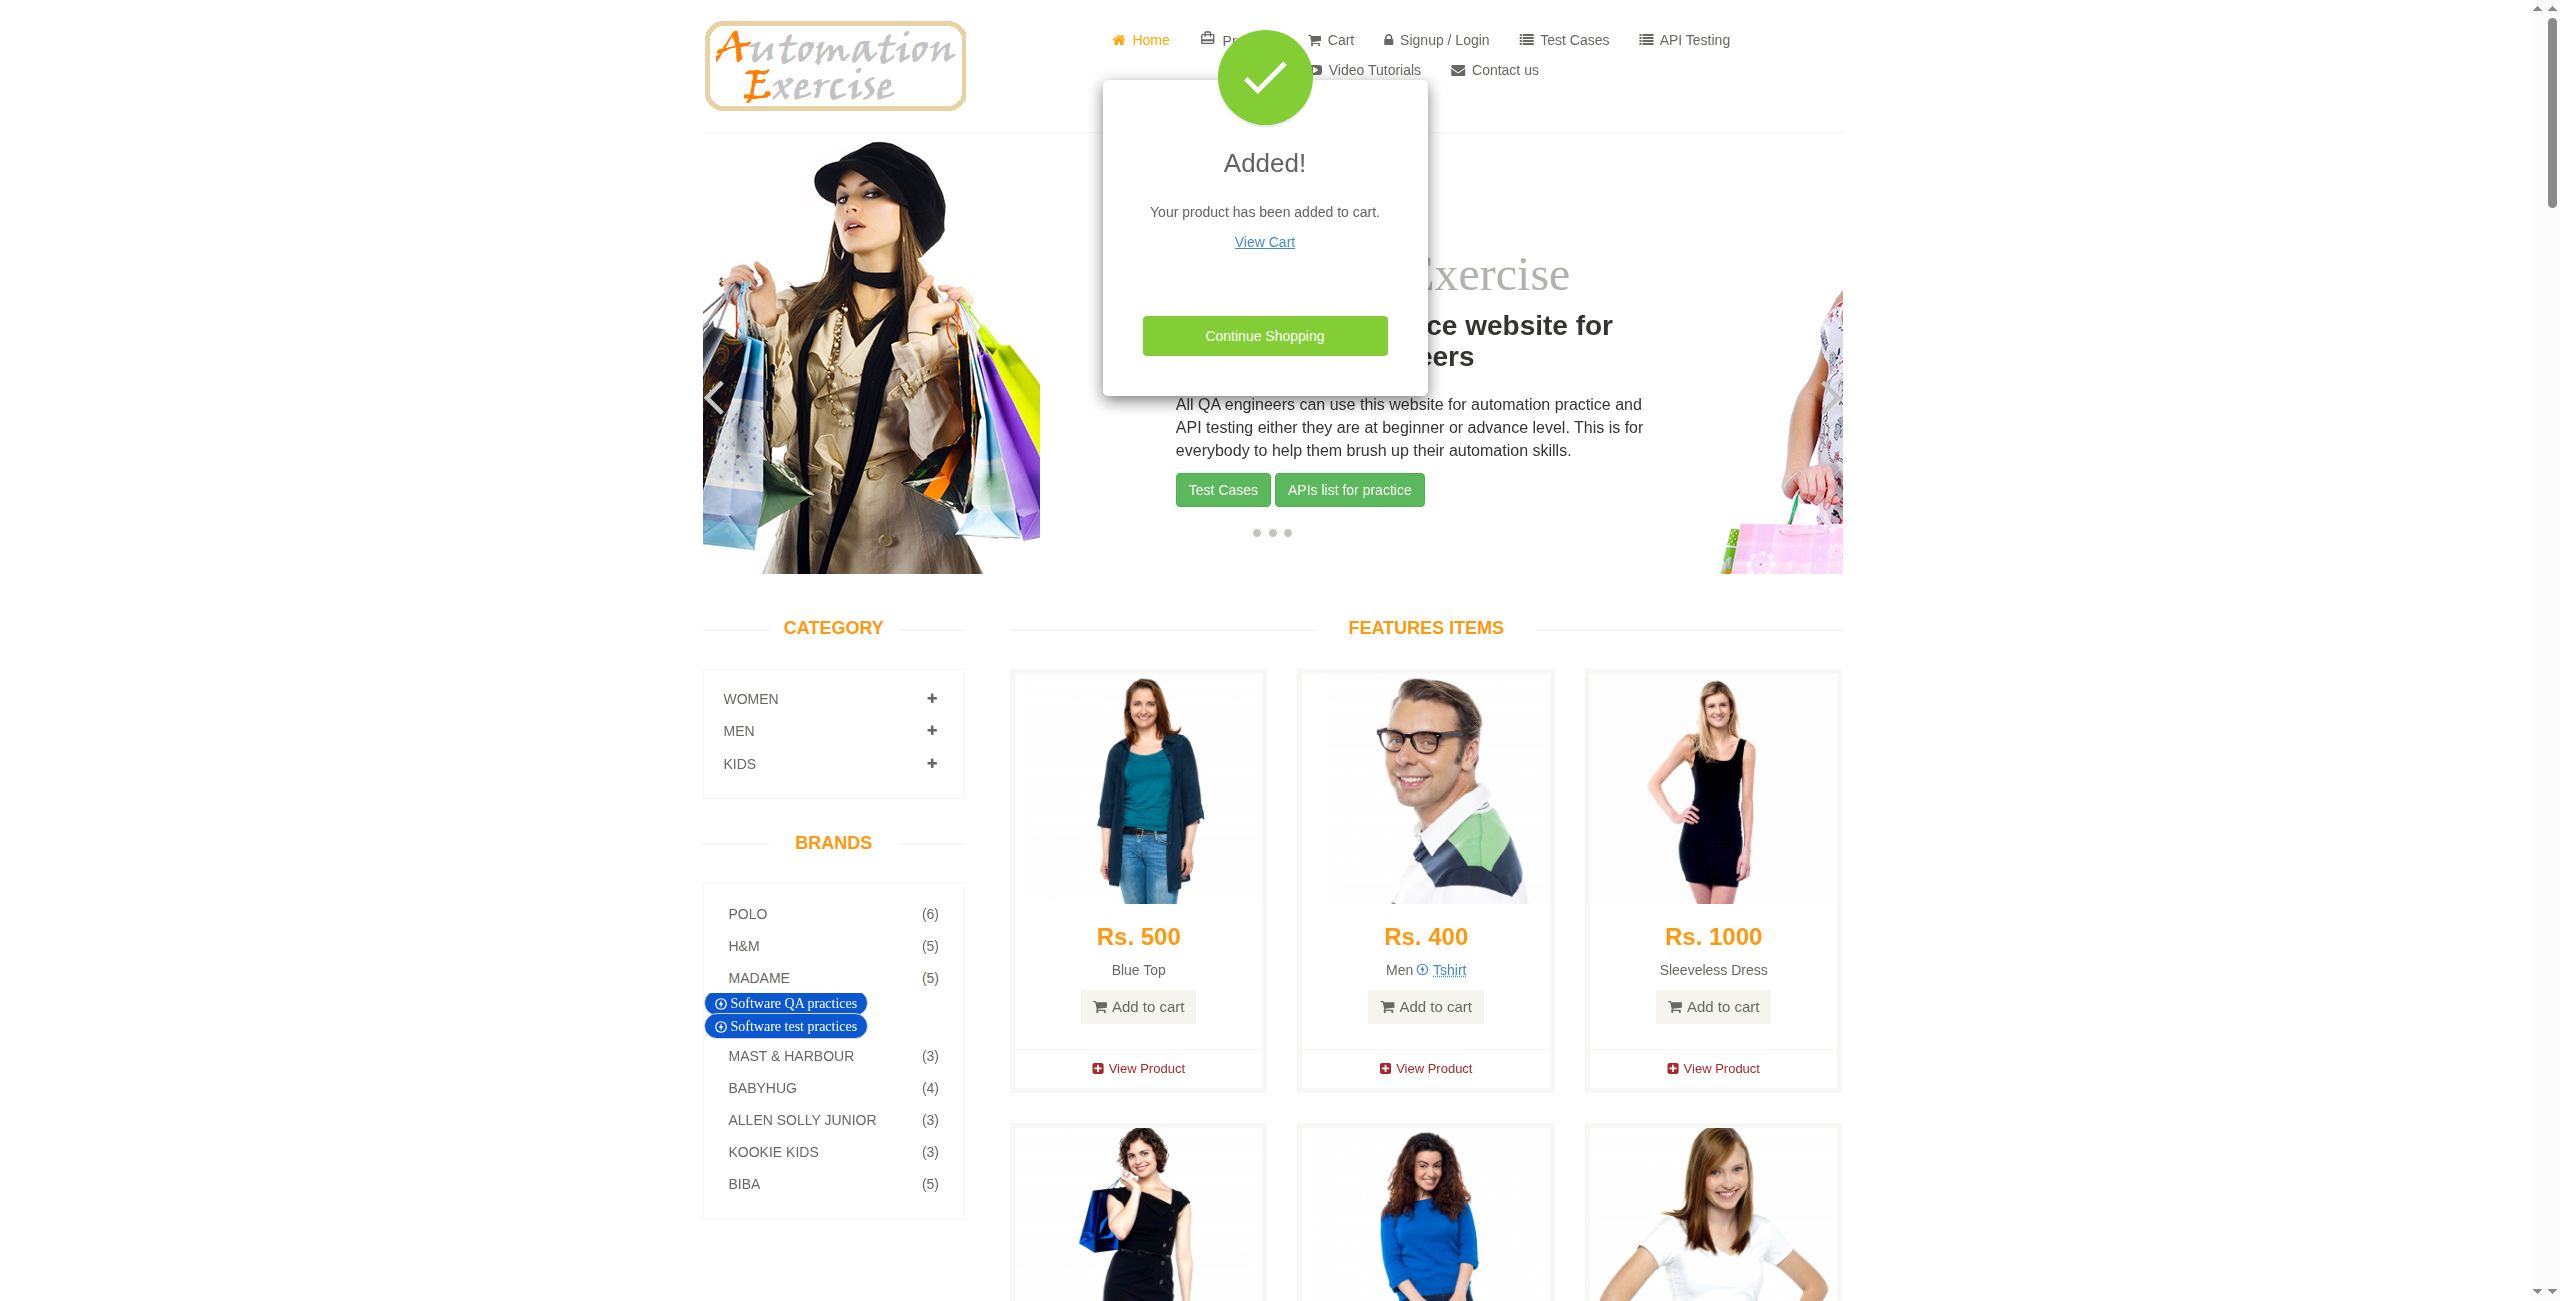 Automation
Exercise
Home
Cart
Signup / Login
Test Cases
API Testing
Video Tutorials
Contact us
Added!
Your product has been added to cart.
View Cart
Continue Shopping
Exercise
ce website for
eers
All QA engineers can use this website for automation practice and
API testing either they are at beginner or advance level. This is for
everybody to help them brush up their automation skills.
Test Cases
APIs list for practice
CATEGORY
WOMEN
MEN
KIDS
BRANDS
POLO (6)
H&M (5)
MADAME (5)
Software QA practices
Software test practices
MAST & HARBOUR (3)
BABYHUG (4)
ALLEN SOLLY JUNIOR (3)
KOOKIE KIDS (3)
BIBA (5)
FEATURES ITEMS
Rs. 500
Blue Top
Add to cart
View Product
Rs. 400
Men Tshirt
Add to cart
View Product
Rs. 1000
Sleeveless Dress
Add to cart
View Product